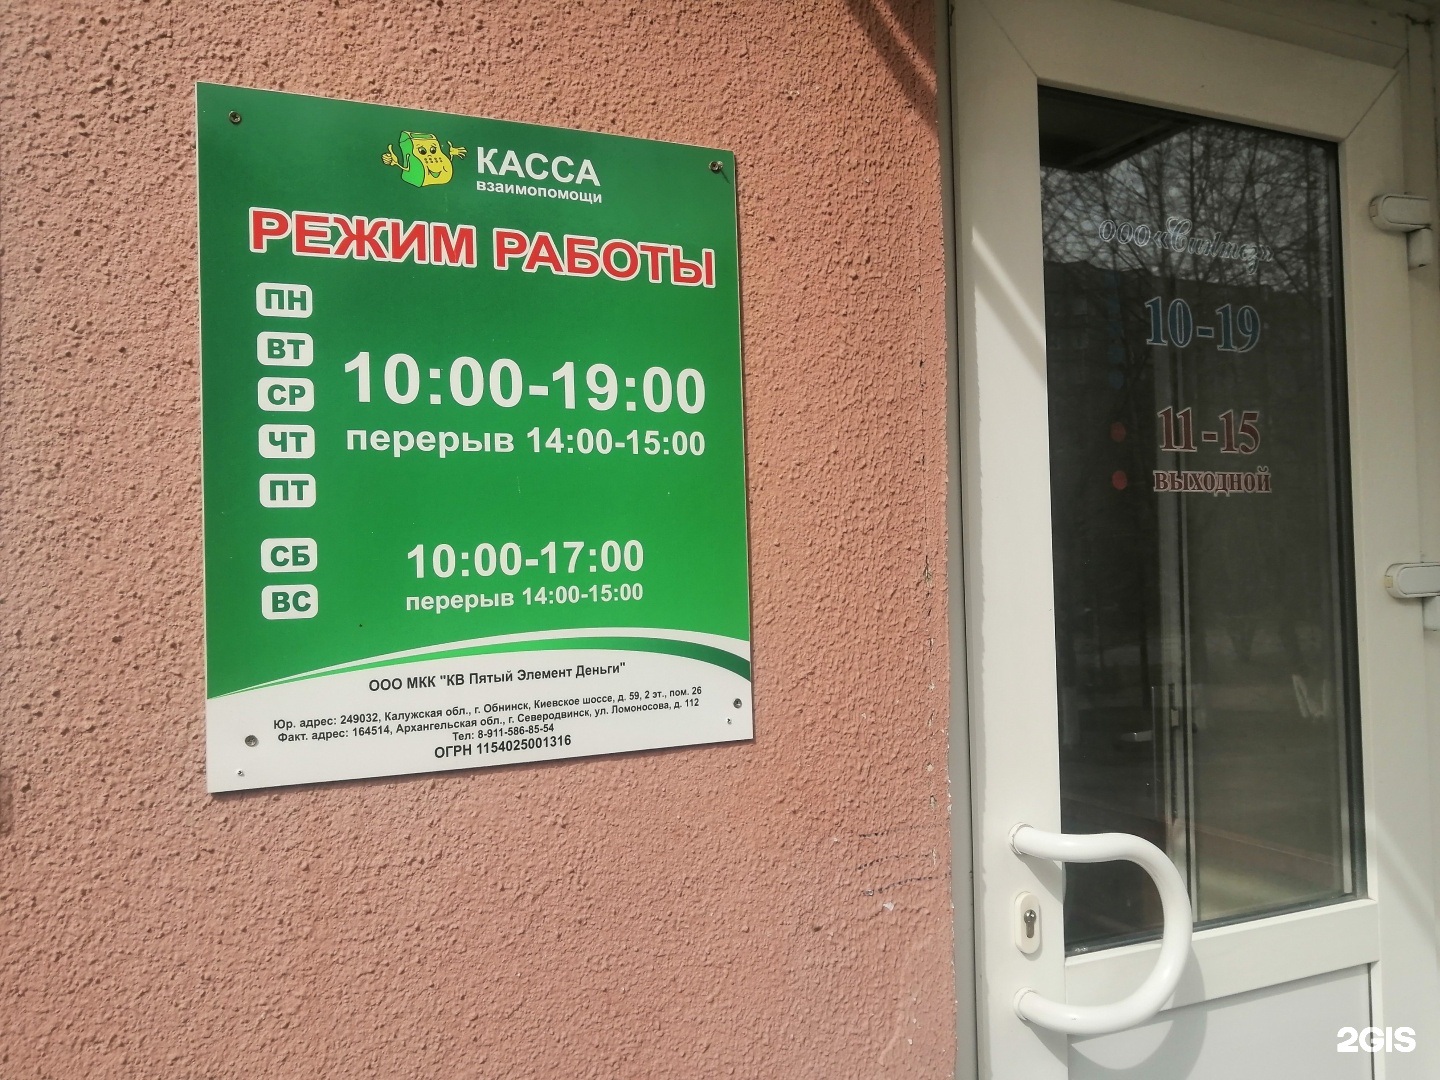 КАССА
взаимопомощи
РЕЖИМ РАБОТЫ
ПН
ВТ
СР
ЧТ
ПТ
10:00-19:00
перерыв 14:00-15:00
СБ
ВС
10:00-17:00
перерыв 14:00-15:00
ООО МКК "КВ Пятый Элемент Деньги"
Юр. адрес: 249032, Калужская обл., г. Обнинск, Киевское шоссе, д. 59, 2 эт., пом. 26
Факт. адрес: 164514, Архангельская обл., г. Северодвинск, ул. Ломоносова, д. 112
Тел: 8-911-586-85-54
ОГРН 1154025001316
ООО
10-19
11-15
выходной
2GIS